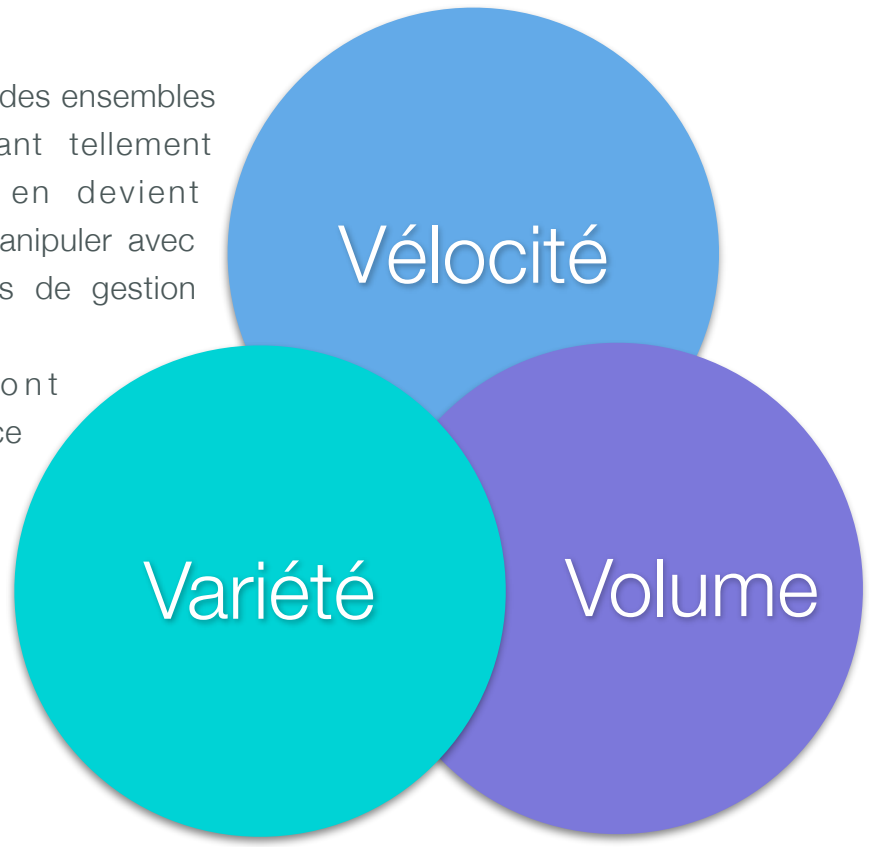 des ensembles
ant tellement
en devient
anipuler avec
s de gestion
ont
ce
Vélocité
Variété
Volume